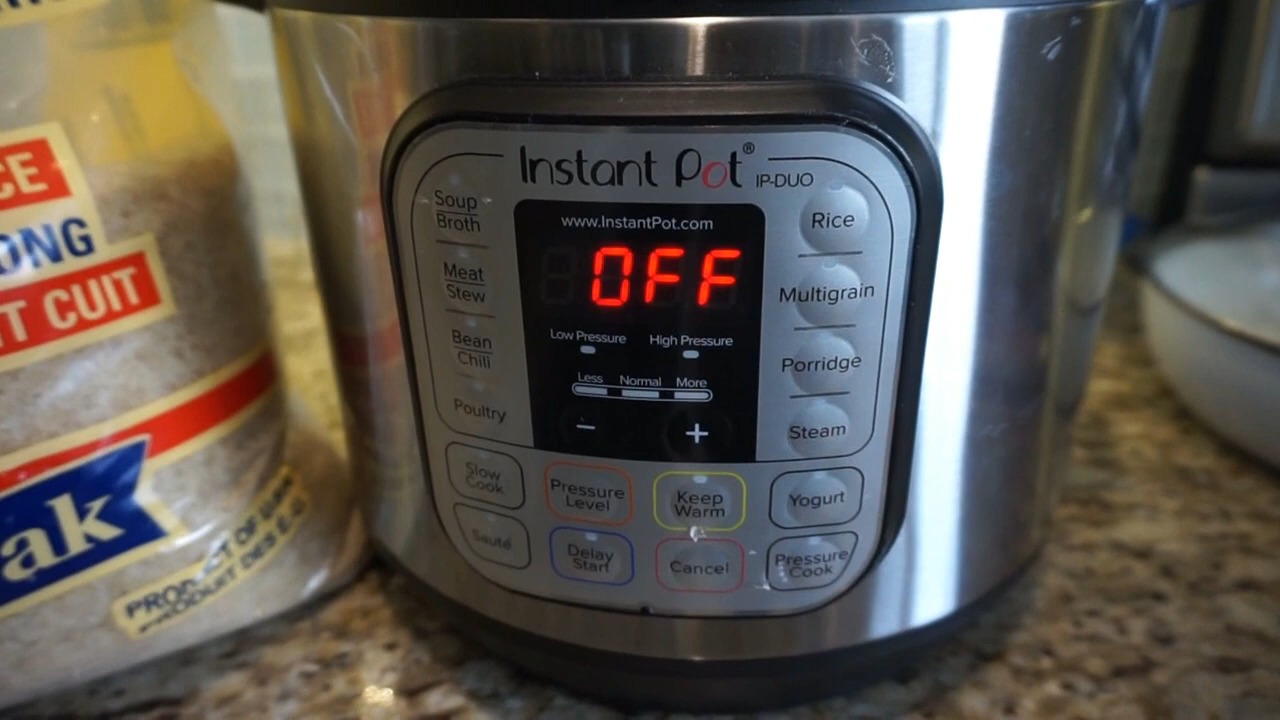 CE
ONG
T CUIT
ak
PRODUCT OF U.S.A.
PRODUIT DES É.-U.
Instant Pot® IP-DUO
www.InstantPot.com
OFF
Low Pressure High Pressure
Less Normal More
− +
Soup
Broth
Meat
Stew
Bean
Chili
Poultry
Rice
Multigrain
Porridge
Steam
Slow
Cook
Pressure
Level
Keep
Warm
Yogurt
Sauté
Delay
Start
Cancel
Pressure
Cook